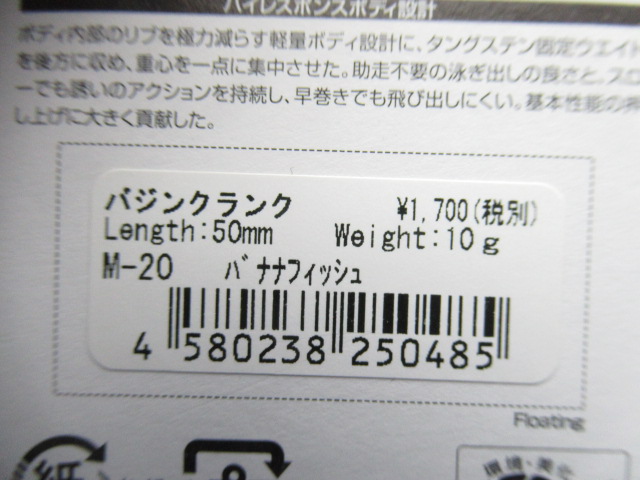 ハイレスポンスボディ設計
ボディ内部のリブを極力減らす軽量ボディ設計に、タングステン固定ウエイト
を後方に収め、重心を一点に集中させた。助走不要の泳ぎ出しの良さと、スロ
ーでも誘いのアクションを持続し、早巻きでも飛び出しにくい。基本性能の
し上げに大きく貢献した。
バジンクランク ¥1,700(税別)
Length:50mm Weight:10g
M-20 バナナフィッシュ
4 580238 250485
Floating
紙
環境・美化